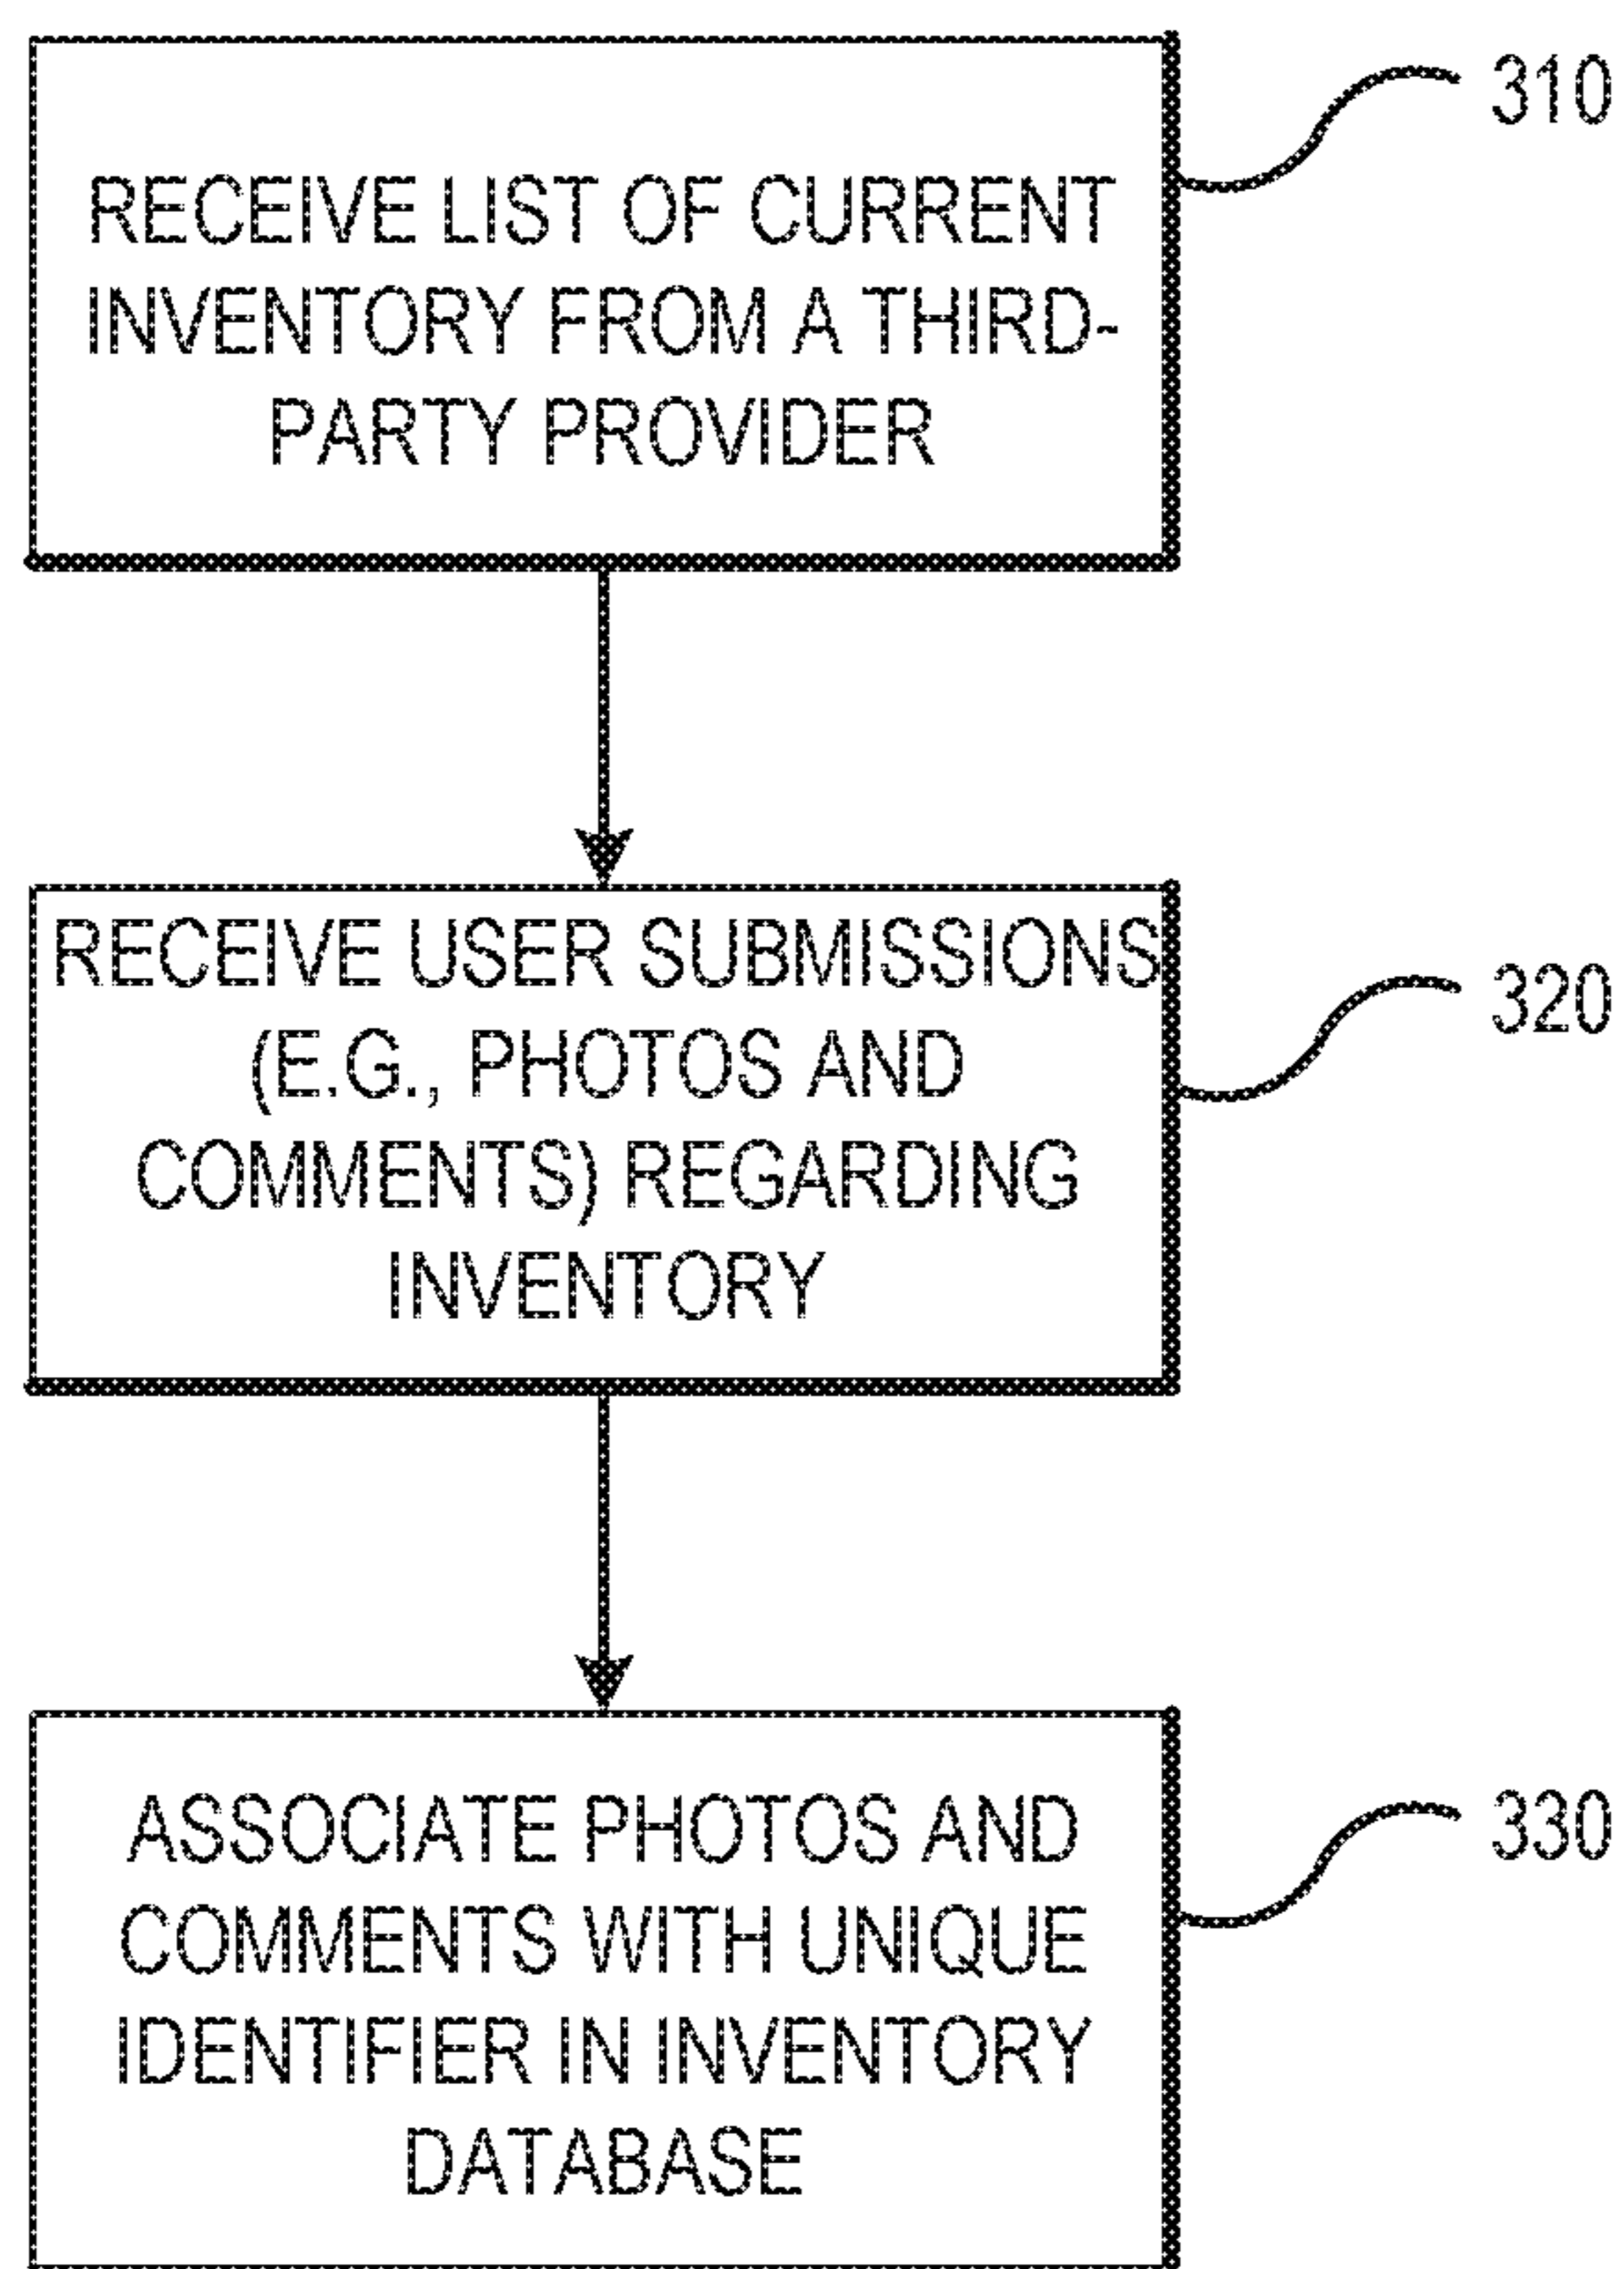 RECEIVE LIST OF CURRENT
INVENTORY FROM A THIRD-
PARTY PROVIDER
310
RECEIVE USER SUBMISSIONS
(E.G., PHOTOS AND
COMMENTS) REGARDING
INVENTORY
320
ASSOCIATE PHOTOS AND
COMMENTS WITH UNIQUE
IDENTIFIER IN INVENTORY
DATABASE
330